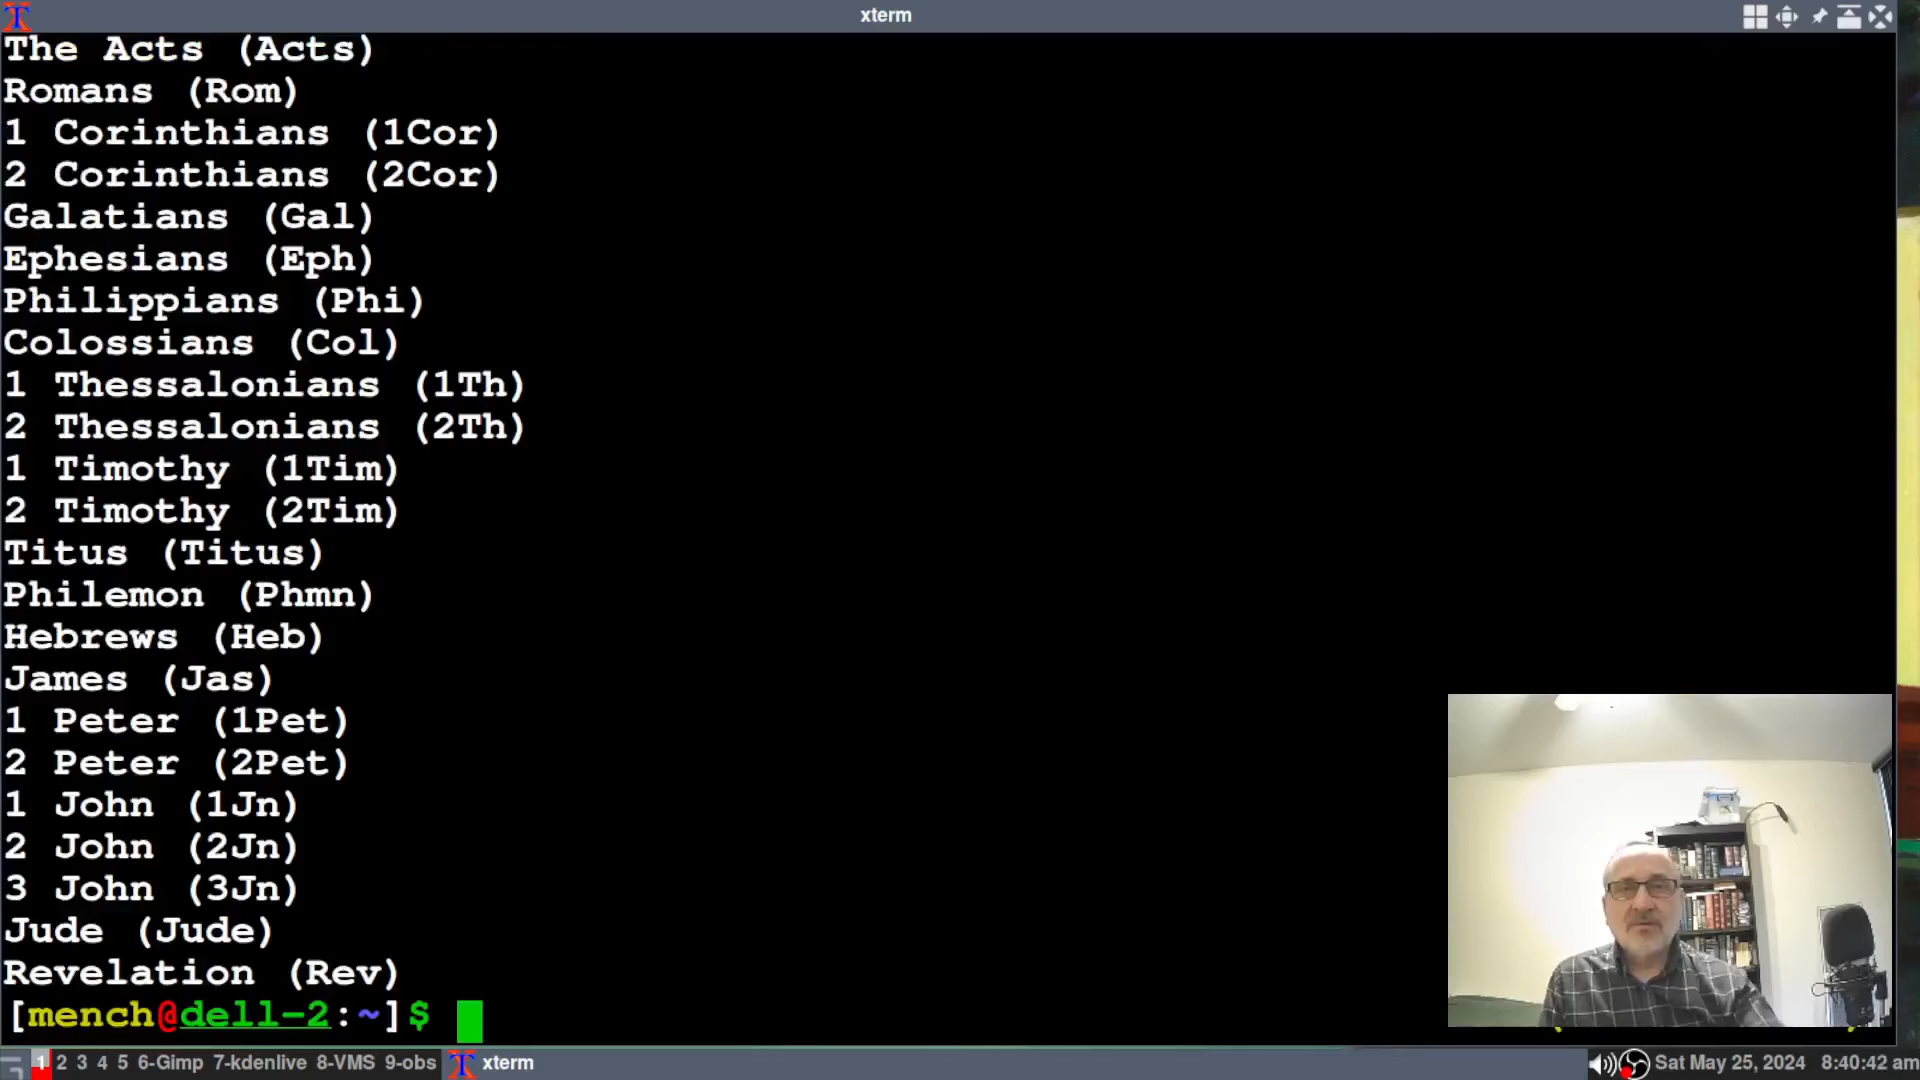 xterm
The Acts (Acts)
Romans (Rom)
1 Corinthians (1Cor)
2 Corinthians (2Cor)
Galatians (Gal)
Ephesians (Eph)
Philippians (Phi)
Colossians (Col)
1 Thessalonians (1Th)
2 Thessalonians (2Th)
1 Timothy (1Tim)
2 Timothy (2Tim)
Titus (Titus)
Philemon (Phmn)
Hebrews (Heb)
James (Jas)
1 Peter (1Pet)
2 Peter (2Pet)
1 John (1Jn)
2 John (2Jn)
3 John (3Jn)
Jude (Jude)
Revelation (Rev)
[mench@dell-2:~]$
1 2 3 4 5 6-Gimp 7-kdenlive 8-VMS 9-obs xterm Sat May 25, 2024 8:40:42 am